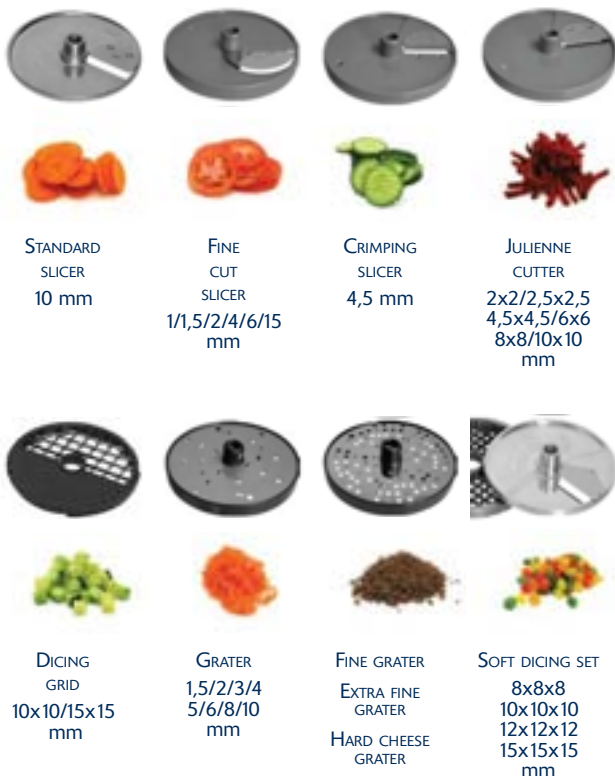 Standard
slicer
10 mm
Fine
cut
slicer
1/1,5/2/4/6/15
mm
Crimping
slicer
4,5 mm
Julienne
cutter
2x2/2,5x2,5
4,5x4,5/6x6
8x8/10x10
mm
Dicing
grid
10x10/15x15
mm
Grater
1,5/2/3/4
5/6/8/10
mm
Fine grater
Extra fine
grater
Hard cheese
grater
Soft dicing set
8x8x8
10x10x10
12x12x12
15x15x15
mm